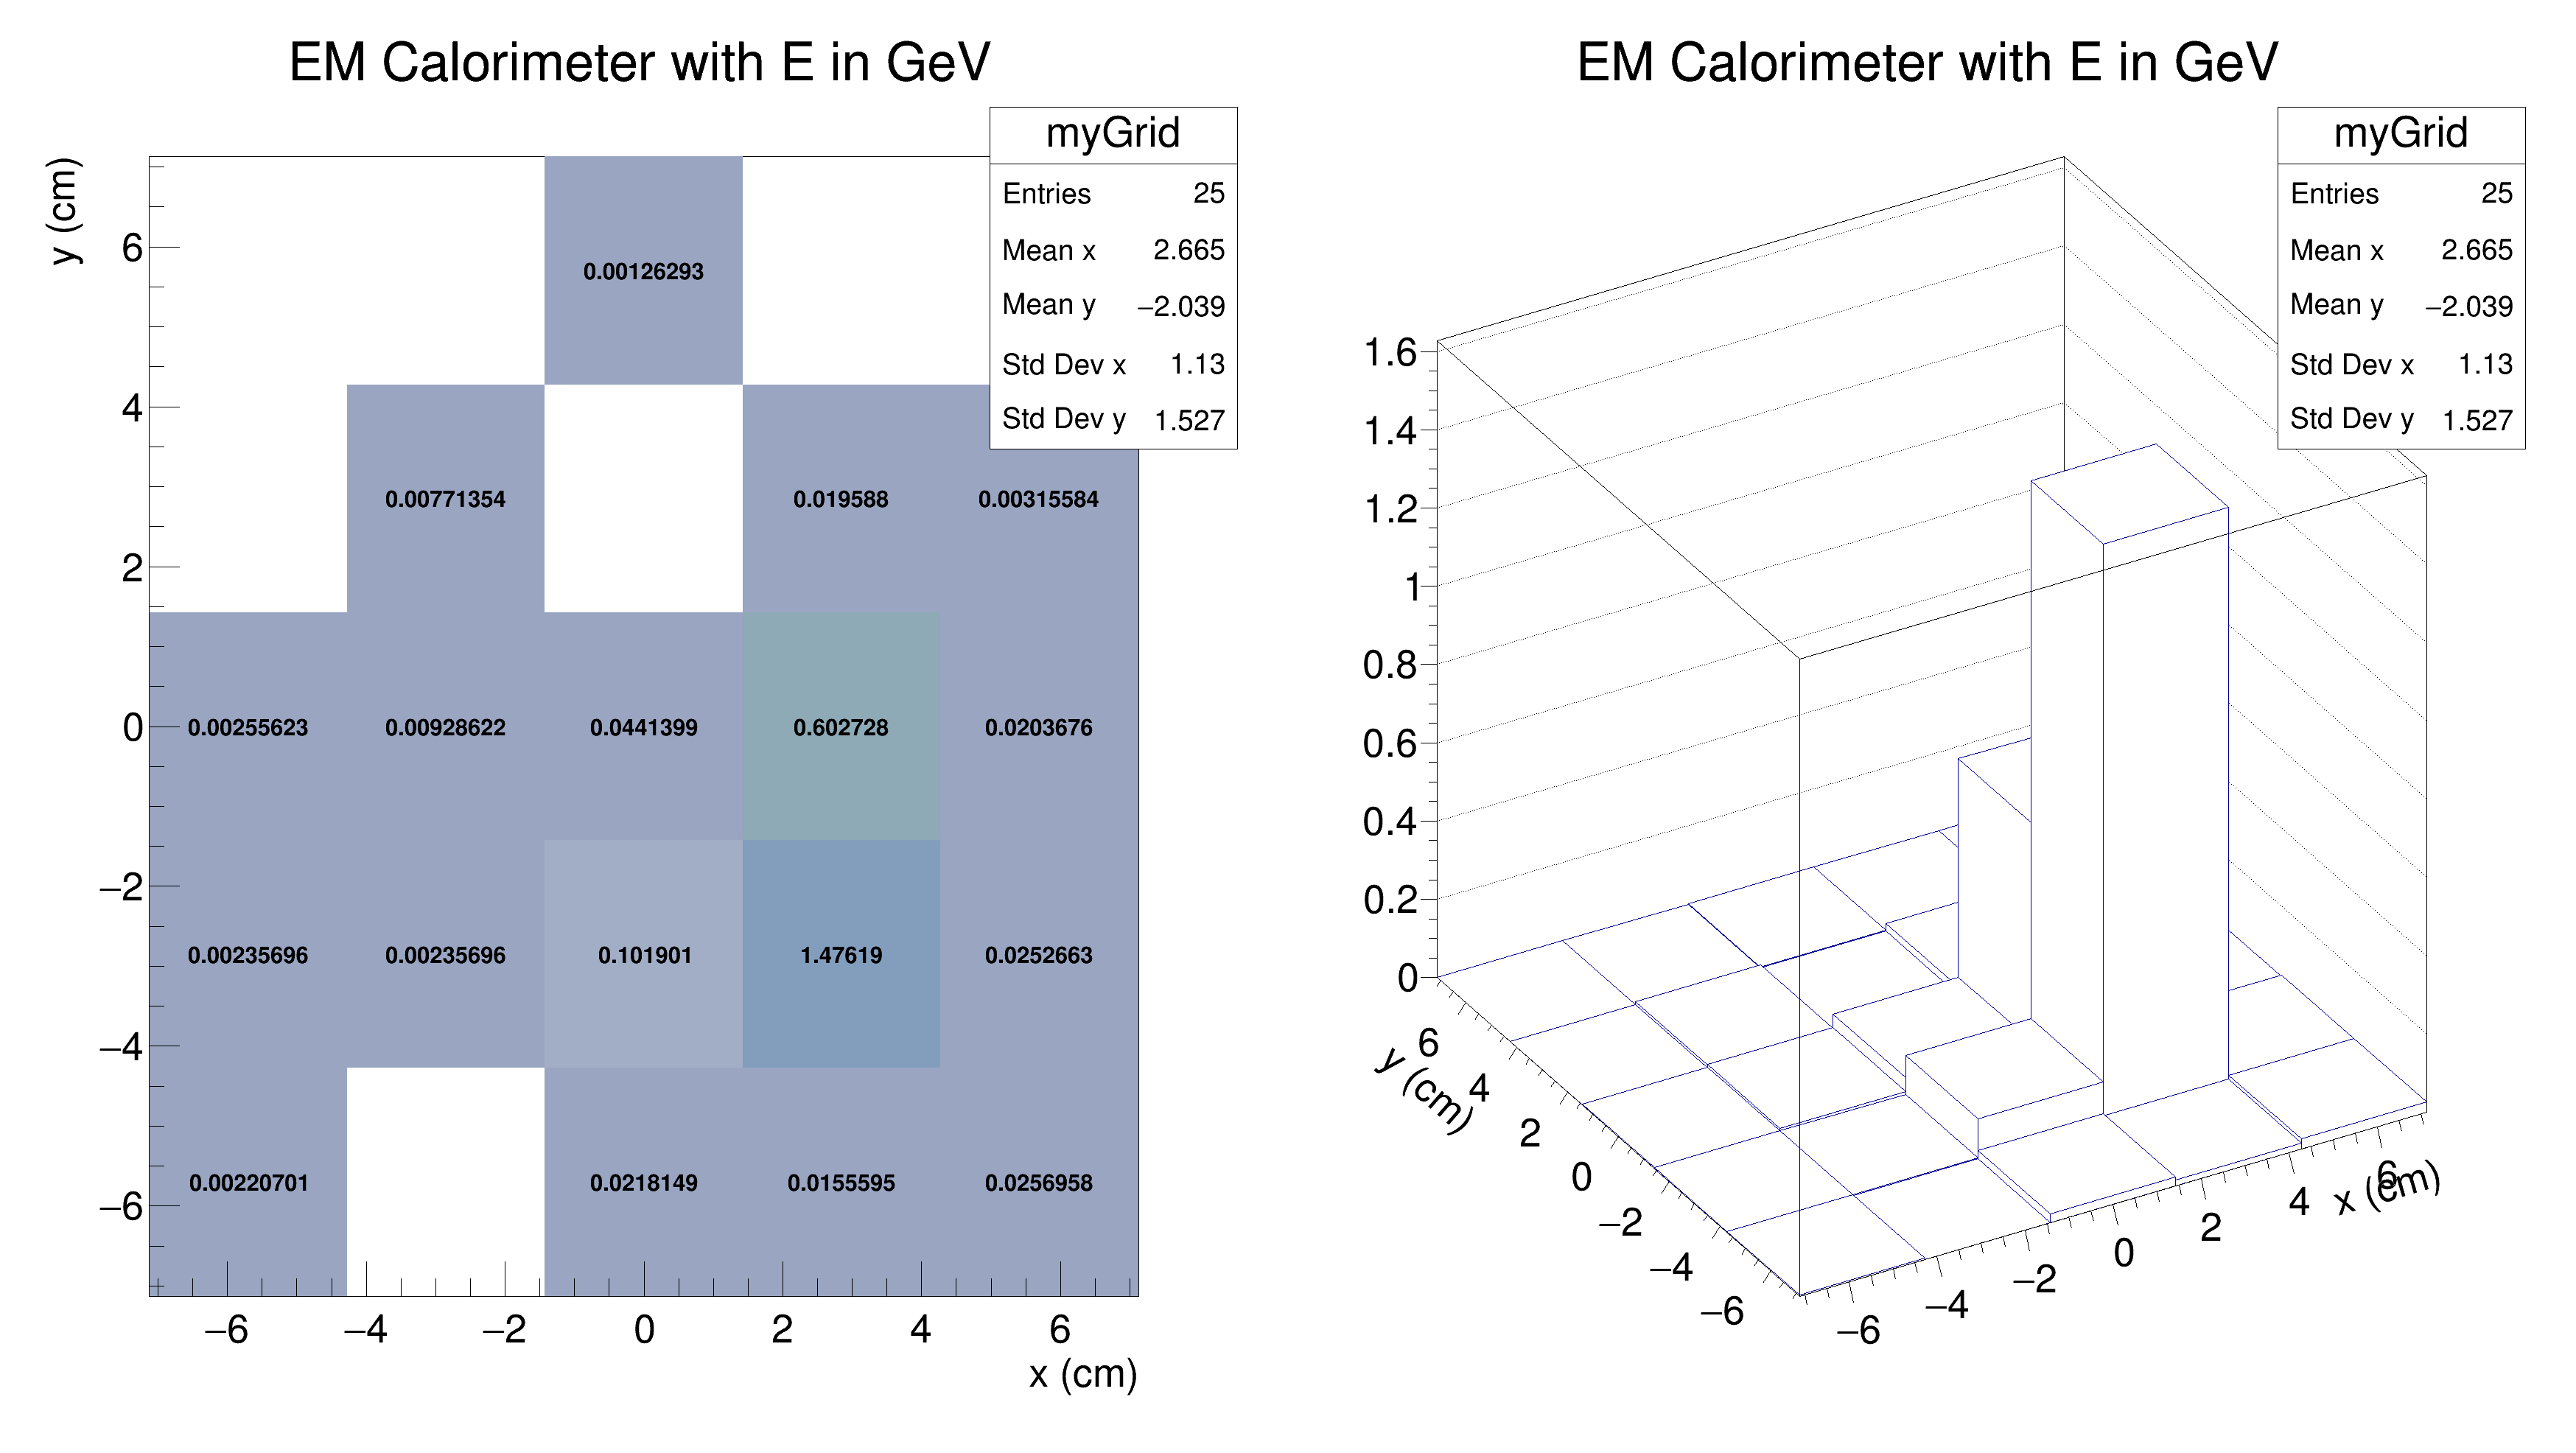 EM Calorimeter with E in GeV
myGrid
Entries 25
Mean x 2.665
Mean y −2.039
Std Dev x 1.13
Std Dev y 1.527
y (cm)
6
4
2
0
−2
−4
−6
0.00126293
0.00771354 0.019588 0.00315584
0.00255623 0.00928622 0.0441399 0.602728 0.0203676
0.00235696 0.00235696 0.101901 1.47619 0.0252663
0.00220701 0.0218149 0.0155595 0.0256958
−6 −4 −2 0 2 4 6
x (cm)
EM Calorimeter with E in GeV
myGrid
Entries 25
Mean x 2.665
Mean y −2.039
Std Dev x 1.13
Std Dev y 1.527
1.6
1.4
1.2
1
0.8
0.6
0.4
0.2
0
y (cm)
6
4
2
0
−2
−4
−6
−6
−4
−2
0
2
4
6
x (cm)